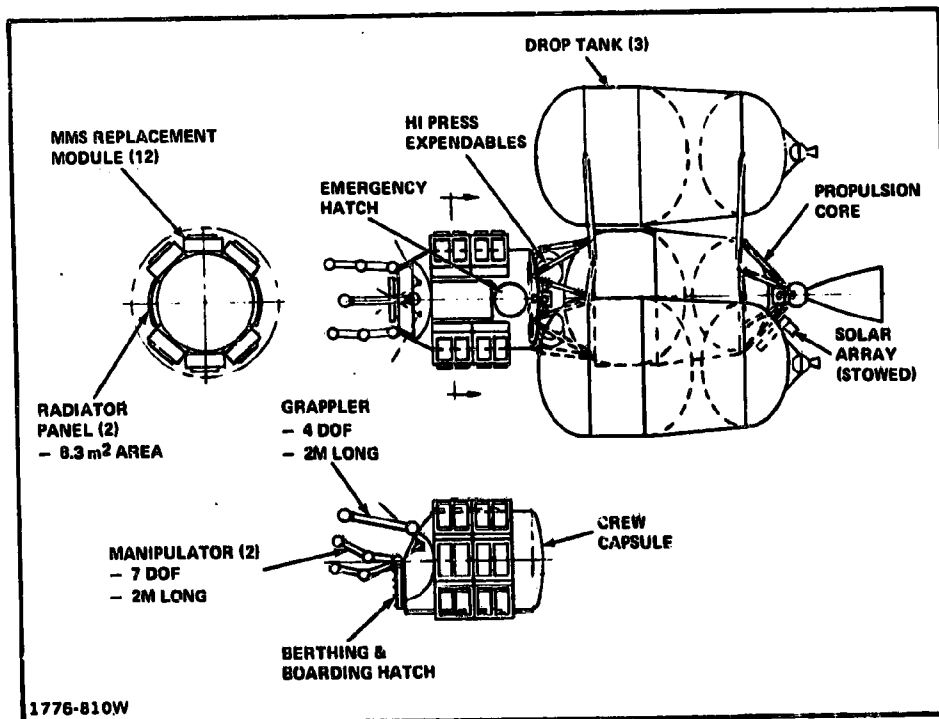 DROP TANK (3)
MMS REPLACEMENT
MODULE (12)
HI PRESS
EXPENDABLES
EMERGENCY
HATCH
PROPULSION
CORE
SOLAR
ARRAY
(STOWED)
RADIATOR
PANEL (2)
– 8.3 m² AREA
GRAPPLER
– 4 DOF
– 2M LONG
MANIPULATOR (2)
– 7 DOF
– 2M LONG
CREW
CAPSULE
BERTHING &
BOARDING HATCH
1776-810W